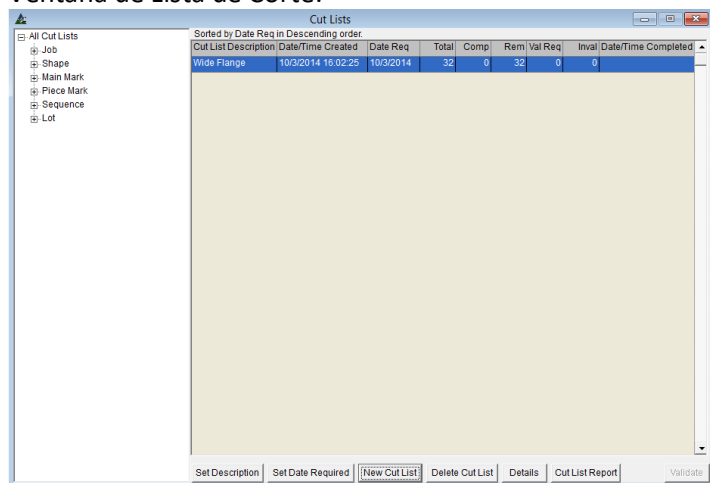 Ventana de Lista de Corte.
Cut Lists
All Cut Lists
Job
Shape
Main Mark
Piece Mark
Sequence
Lot
Sorted by Date Req in Descending order.
Cut List Description Date/Time Created Date Req Total Comp Rem Val Req Inval Date/Time Completed
Wide Flange 10/3/2014 16:02:25 10/3/2014 32 0 32 0 0
Set Description Set Date Required New Cut List Delete Cut List Details Cut List Report Validate